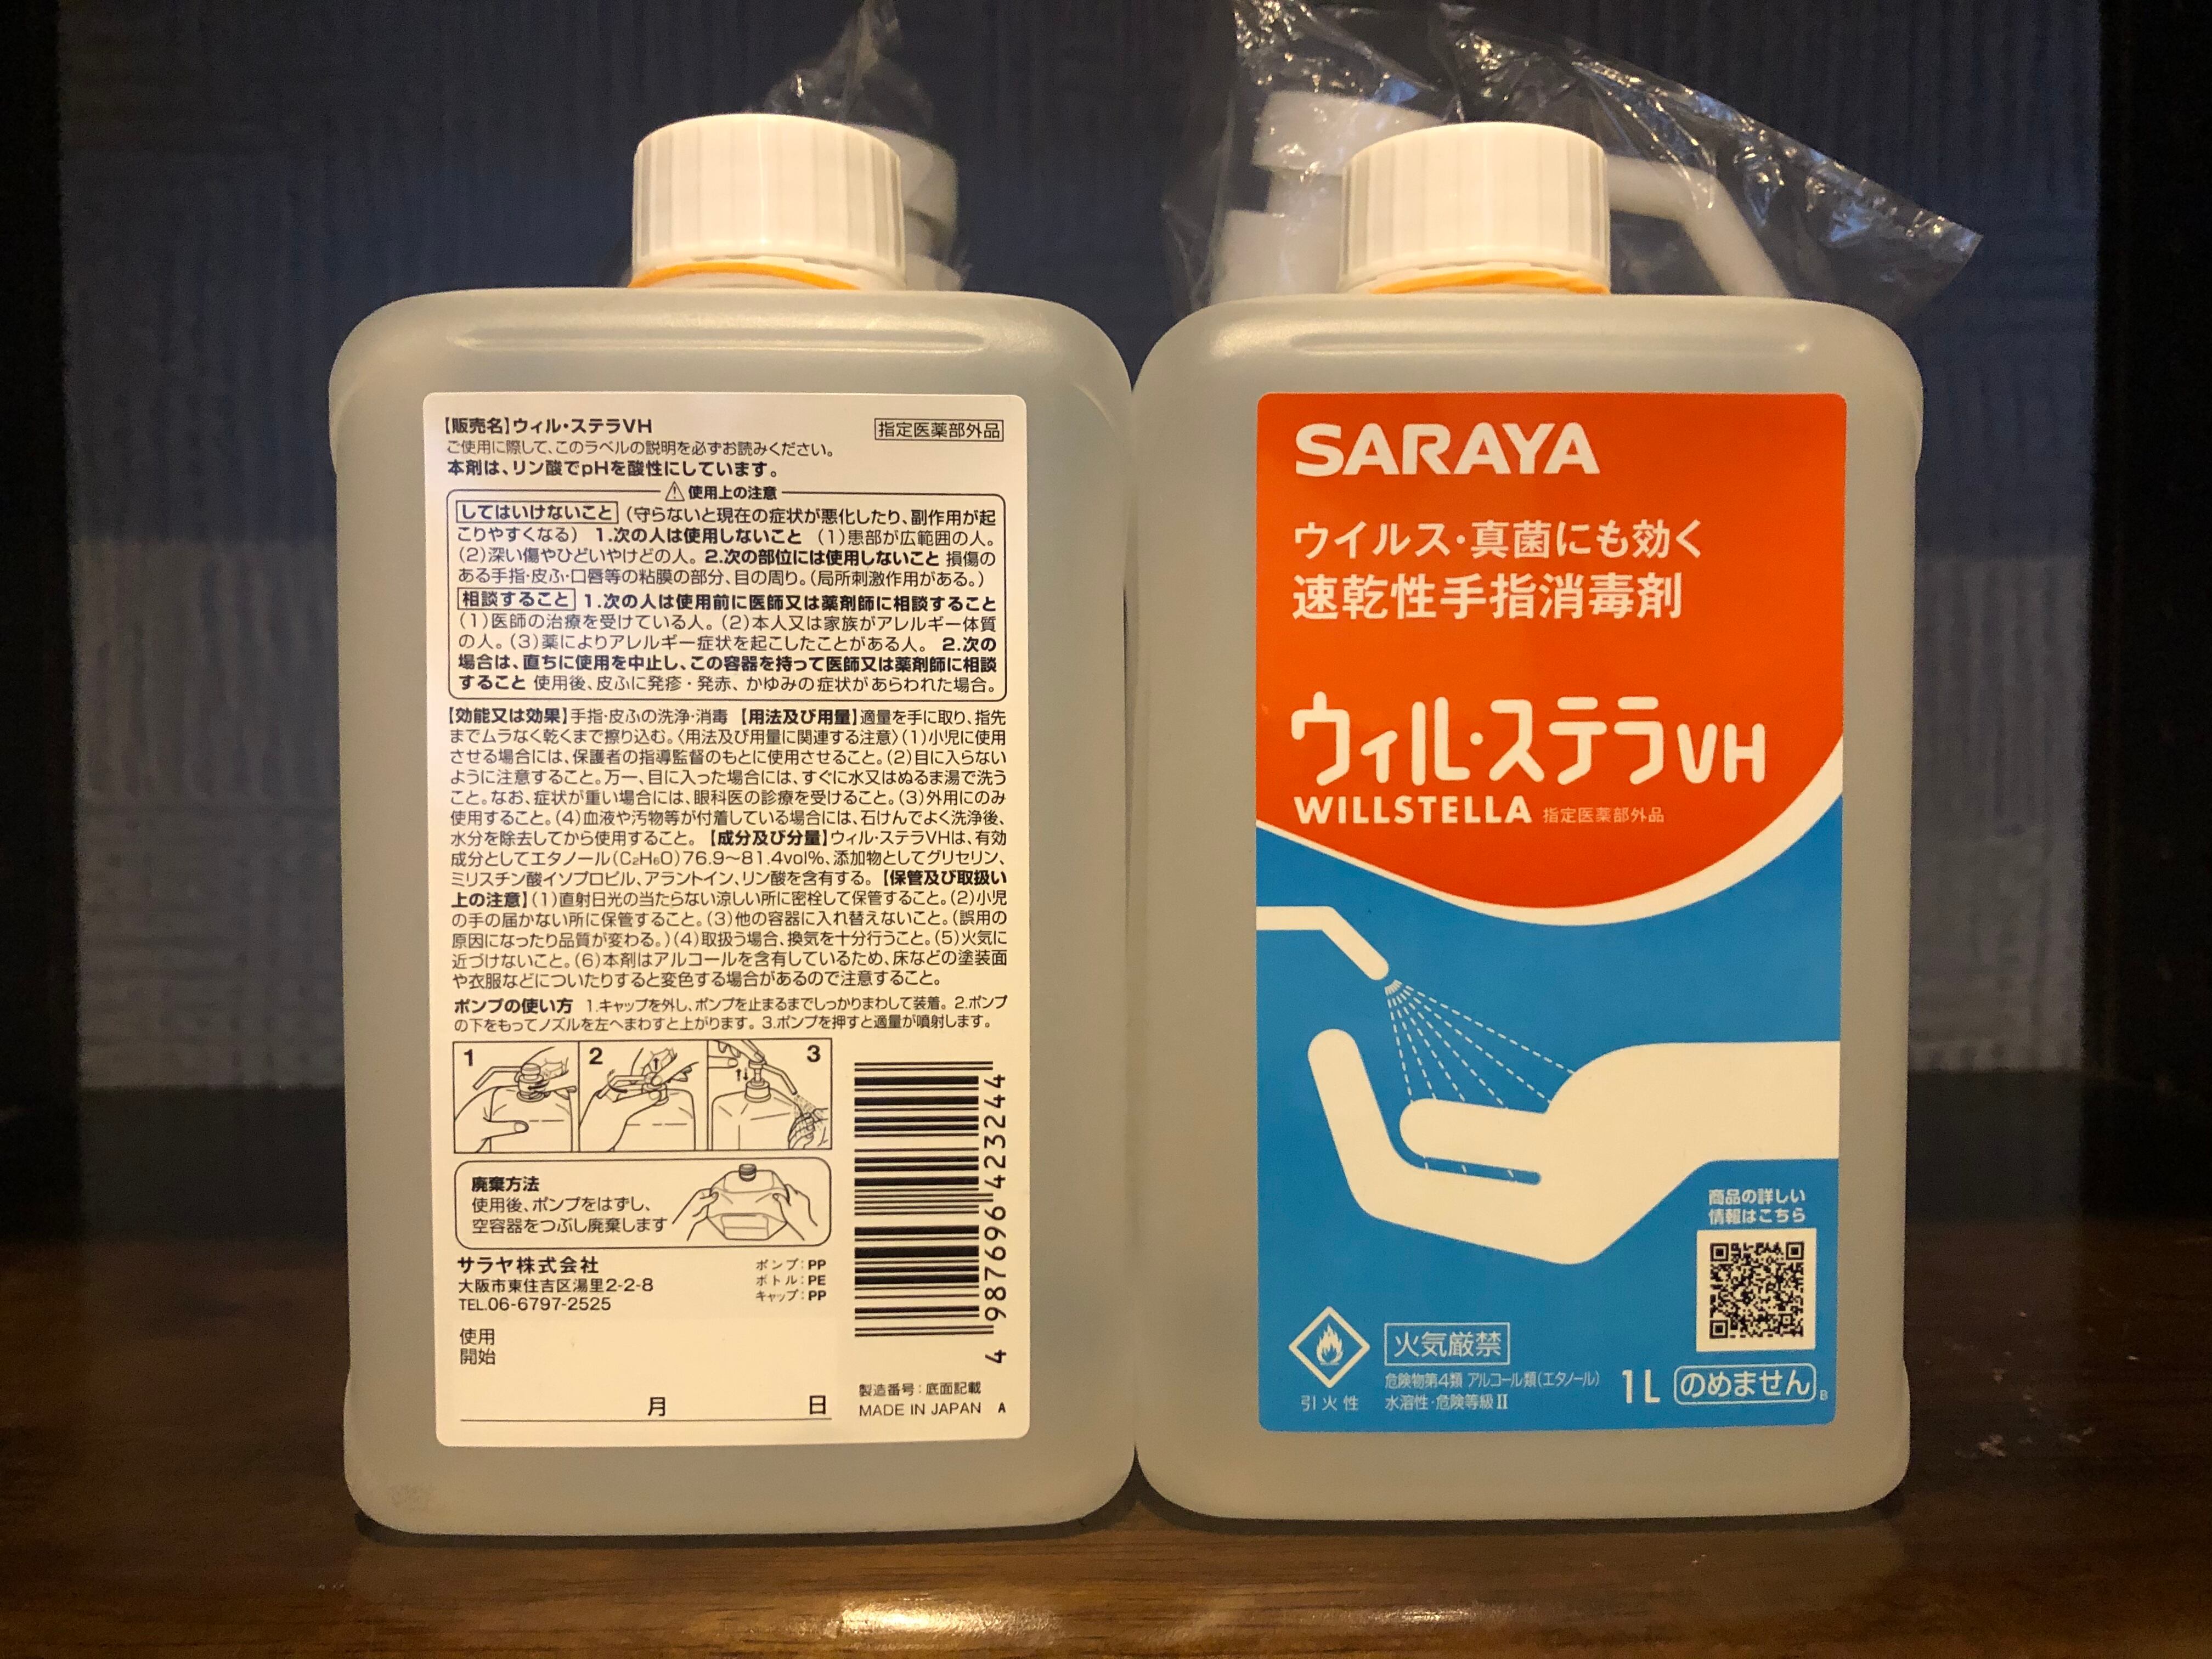 【販売名】ウィル・ステラVH
指定医薬部外品
ご使用に際して、このラベルの説明を必ずお読みください。
本剤は、リン酸でpHを酸性にしています。
使用上の注意
してはいけないこと (守らないと現在の症状が悪化したり、副作用が起
こりやすくなる) 1.次の人は使用しないこと (1)患部が広範囲の人。
(2)深い傷やひどいやけどの人。2.次の部位には使用しないこと 損傷の
ある手指・皮ふ・口唇等の粘膜の部分、目の周り。(局所刺激作用がある。)
相談すること 1.次の人は使用前に医師又は薬剤師に相談すること
(1)医師の治療を受けている人。(2)本人又は家族がアレルギー体質
の人。(3)薬によりアレルギー症状を起こしたことがある人。 2.次の
場合は、直ちに使用を中止し、この容器を持って医師又は薬剤師に相談
すること 使用後、皮ふに発疹・発赤、かゆみの症状があらわれた場合。
【効能又は効果】手指・皮ふの洗浄・消毒 【用法及び用量】適量を手に取り、指先
までムラなく乾くまで擦り込む。〈用法及び用量に関連する注意〉(1)小児に使用
させる場合には、保護者の指導監督のもとに使用させること。(2)目に入らない
ように注意すること。万一、目に入った場合には、すぐに水又はぬるま湯で洗う
こと。なお、症状が重い場合には、眼科医の診療を受けること。(3)外用にのみ
使用すること。(4)血液や汚物等が付着している場合には、石けんでよく洗浄後、
水分を除去してから使用すること。【成分及び分量】ウィル・ステラVHは、有効
成分としてエタノール(C₂H₆O)76.9～81.4vol%、添加物としてグリセリン、
ミリスチン酸イソプロピル、アラントイン、リン酸を含有する。【保管及び取扱い
上の注意】(1)直射日光の当たらない涼しい所に密栓して保管すること。(2)小児
の手の届かない所に保管すること。(3)他の容器に入れ替えないこと。(誤用の
原因になったり品質が変わる。)(4)取扱う場合、換気を十分行うこと。(5)火気に
近づけないこと。(6)本剤はアルコールを含有しているため、床などの塗装面
や衣服などについたりすると変色する場合があるので注意すること。
ポンプの使い方 1.キャップを外し、ポンプを止まるまでしっかりまわして装着。2.ポンプ
の下をもってノズルを左へまわすと上がります。3.ポンプを押すと適量が噴射します。
1
2
3
廃棄方法
使用後、ポンプをはずし、
空容器をつぶし廃棄します
サラヤ株式会社
大阪市東住吉区湯里2-2-8
TEL.06-6797-2525
ポンプ:PP
ボトル:PE
キャップ:PP
使用
開始
月 日
4 987696 423244
製造番号:底面記載
MADE IN JAPAN A
SARAYA
ウイルス・真菌にも効く
速乾性手指消毒剤
ウィル・ステラVH
WILLSTELLA 指定医薬部外品
商品の詳しい
情報はこちら
引火性
火気厳禁
危険物第4類 アルコール類(エタノール)
水溶性・危険等級Ⅱ
1L のめません B